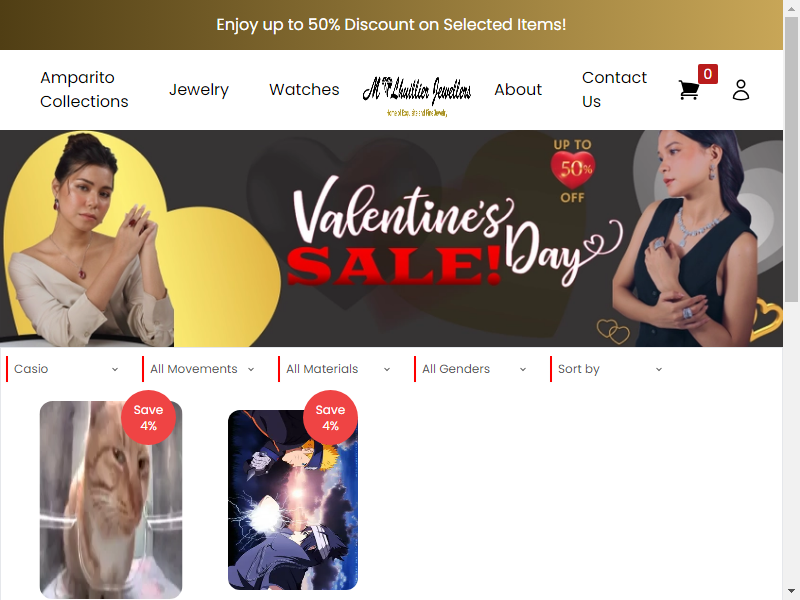 Enjoy up to 50% Discount on Selected Items!
Amparito
Collections
Jewelry
Watches
M Lhuillier Jewellers
About
Contact
Us
0
UP TO
50%
OFF
Valentine's
Day
SALE!
Casio
All Movements
All Materials
All Genders
Sort by
Save
4%
Save
4%